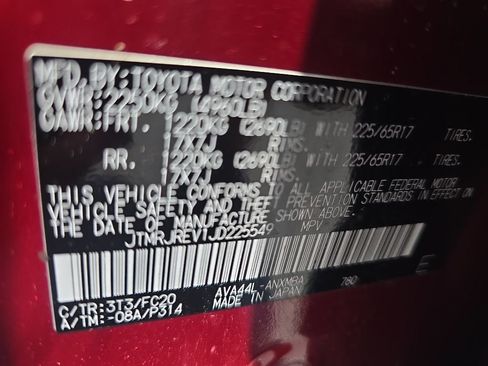 MFD. BY: TOYOTA MOTOR CORPORATION
GVWR: 2250KG (4960LB)
GAWR: FRT. 1220KG (2690LB) WITH 225/65R17 TIRES.
17X7J RIMS.
RR. 1220KG (2690LB) WITH 225/65R17 TIRES.
17X7J RIMS.
THIS VEHICLE CONFORMS TO ALL APPLICABLE FEDERAL MOTOR
VEHICLE SAFETY AND THEFT PREVENTION STANDARDS IN EFFECT ON
THE DATE OF MANUFACTURE SHOWN ABOVE.
JTMRJREV1JD225549 MPV
C/TR: 3T3/FC20 AVA44L-ANXMBA 780
A/TM: -08A/P314 MADE IN JAPAN